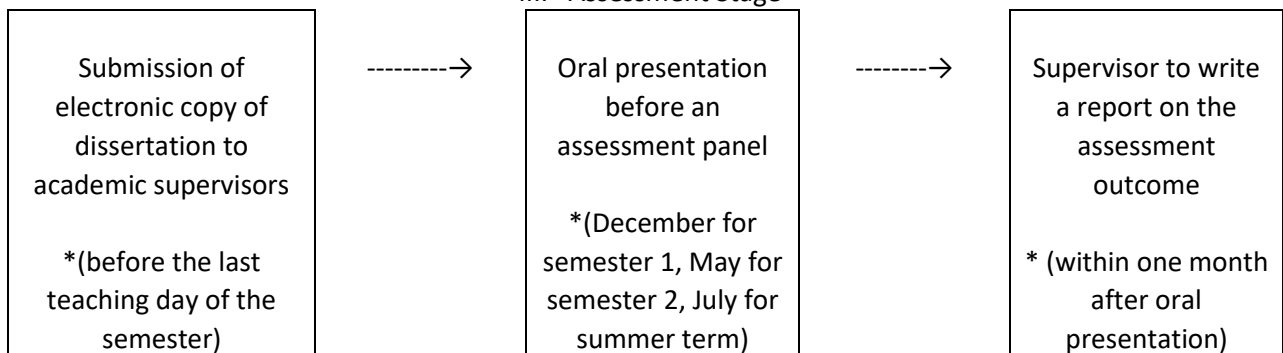 Submission of
electronic copy of
dissertation to
academic supervisors
*(before the last
teaching day of the
semester)
---------→
Oral presentation
before an
assessment panel
*(December for
semester 1, May for
semester 2, July for
summer term)
--------→
Supervisor to write
a report on the
assessment
outcome
* (within one month
after oral
presentation)